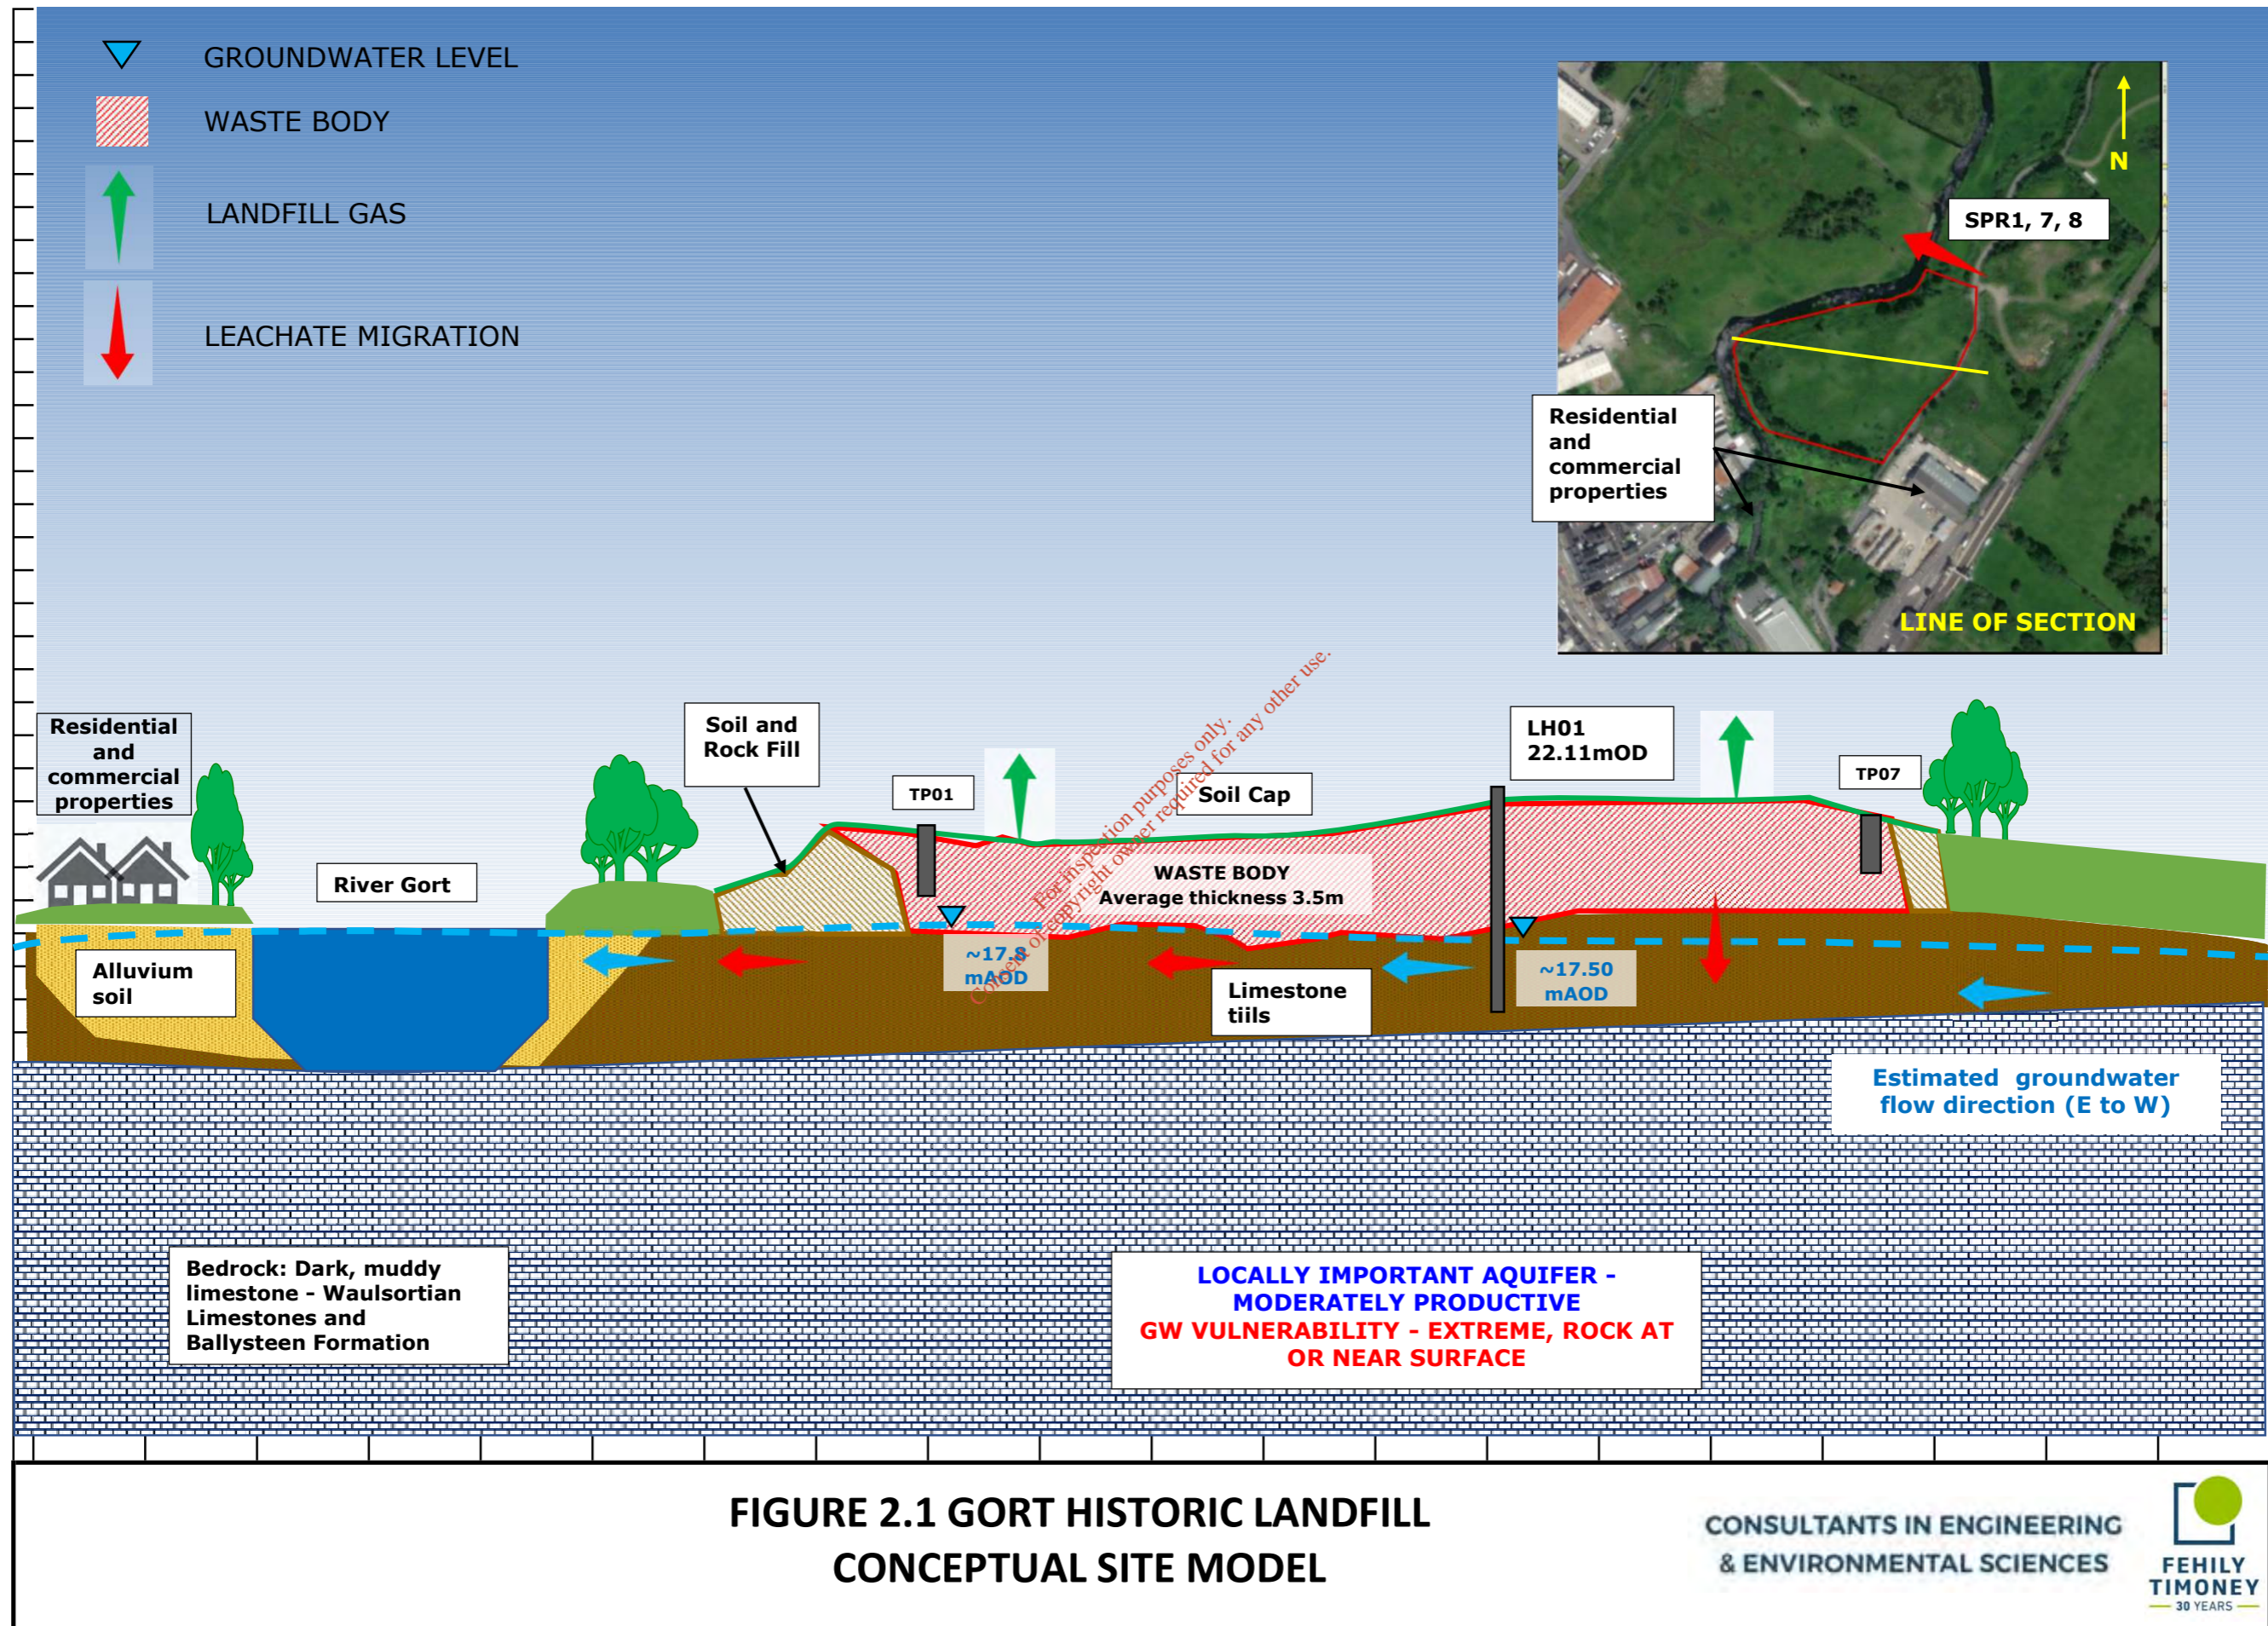 GROUNDWATER LEVEL
WASTE BODY
LANDFILL GAS
LEACHATE MIGRATION
N
SPR1, 7, 8
Residential
and
commercial
properties
LINE OF SECTION
Residential
and
commercial
properties
River Gort
Soil and
Rock Fill
TP01
Soil Cap
LH01
22.11mOD
TP07
WASTE BODY
Average thickness 3.5m
For inspection purposes only.
Consent of copyright owner required for any other use.
Alluvium
soil
~17.8
mAOD
Limestone
tiils
~17.50
mAOD
Estimated groundwater
flow direction (E to W)
Bedrock: Dark, muddy
limestone - Waulsortian
Limestones and
Ballysteen Formation
LOCALLY IMPORTANT AQUIFER -
MODERATELY PRODUCTIVE
GW VULNERABILITY - EXTREME, ROCK AT
OR NEAR SURFACE
FIGURE 2.1 GORT HISTORIC LANDFILL
CONCEPTUAL SITE MODEL
CONSULTANTS IN ENGINEERING
& ENVIRONMENTAL SCIENCES
FEHILY
TIMONEY
30 YEARS